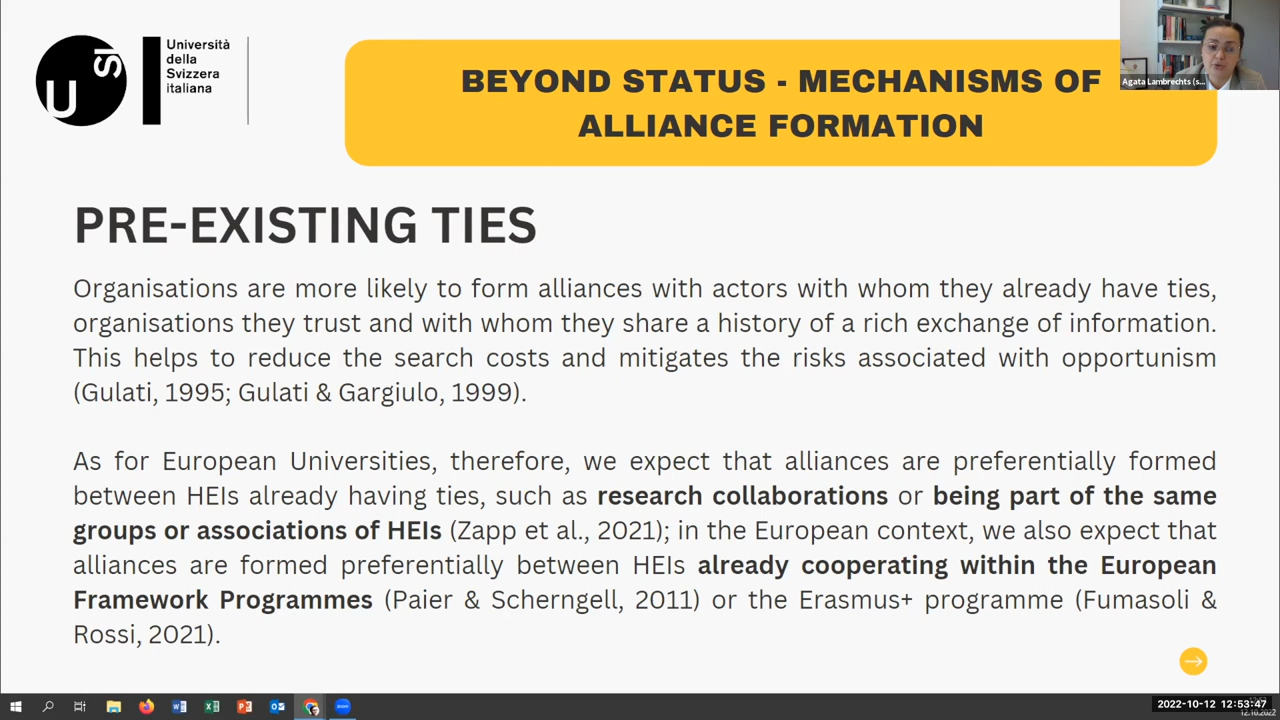 USI
Università
della
Svizzera
italiana
BEYOND STATUS - MECHANISMS OF
ALLIANCE FORMATION
Agata Lambrechts (s...
PRE-EXISTING TIES
Organisations are more likely to form alliances with actors with whom they already have ties,
organisations they trust and with whom they share a history of a rich exchange of information.
This helps to reduce the search costs and mitigates the risks associated with opportunism
(Gulati, 1995; Gulati & Gargiulo, 1999).
As for European Universities, therefore, we expect that alliances are preferentially formed
between HEIs already having ties, such as research collaborations or being part of the same
groups or associations of HEIs (Zapp et al., 2021); in the European context, we also expect that
alliances are formed preferentially between HEIs already cooperating within the European
Framework Programmes (Paier & Scherngell, 2011) or the Erasmus+ programme (Fumasoli &
Rossi, 2021).
2022-10-12 12:53:47
12.10.2022